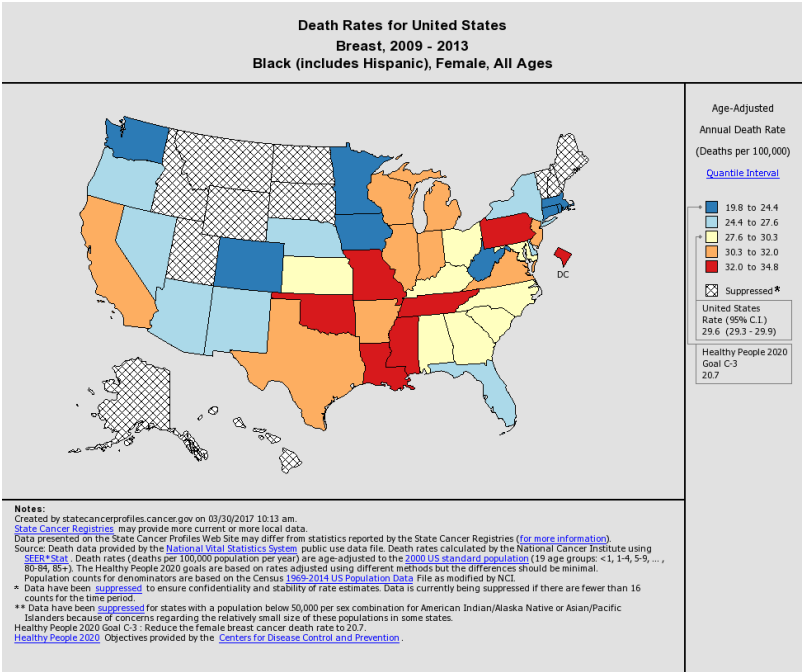 Death Rates for United States
Breast, 2009 - 2013
Black (includes Hispanic), Female, All Ages
Age-Adjusted
Annual Death Rate
(Deaths per 100,000)
Quantile Interval
19.8 to 24.4
24.4 to 27.6
27.6 to 30.3
30.3 to 32.0
32.0 to 34.8
Suppressed*
United States
Rate (95% C.I.)
29.6 (29.3 - 29.9)
Healthy People 2020
Goal C-3
20.7
DC
Notes:
Created by statecancerprofiles.cancer.gov on 03/30/2017 10:13 am.
State Cancer Registries may provide more current or more local data.
Data presented on the State Cancer Profiles Web Site may differ from statistics reported by the State Cancer Registries (for more information).
Source: Death data provided by the National Vital Statistics System public use data file. Death rates calculated by the National Cancer Institute using
SEER*Stat . Death rates (deaths per 100,000 population per year) are age-adjusted to the 2000 US standard population (19 age groups: <1, 1-4, 5-9, ... ,
80-84, 85+). The Healthy People 2020 goals are based on rates adjusted using different methods but the differences should be minimal.
Population counts for denominators are based on the Census 1969-2014 US Population Data File as modified by NCI.
* Data have been suppressed to ensure confidentiality and stability of rate estimates. Data is currently being suppressed if there are fewer than 16
counts for the time period.
** Data have been suppressed for states with a population below 50,000 per sex combination for American Indian/Alaska Native or Asian/Pacific
Islanders because of concerns regarding the relatively small size of these populations in some states.
Healthy People 2020 Goal C-3 : Reduce the female breast cancer death rate to 20.7.
Healthy People 2020 Objectives provided by the Centers for Disease Control and Prevention .